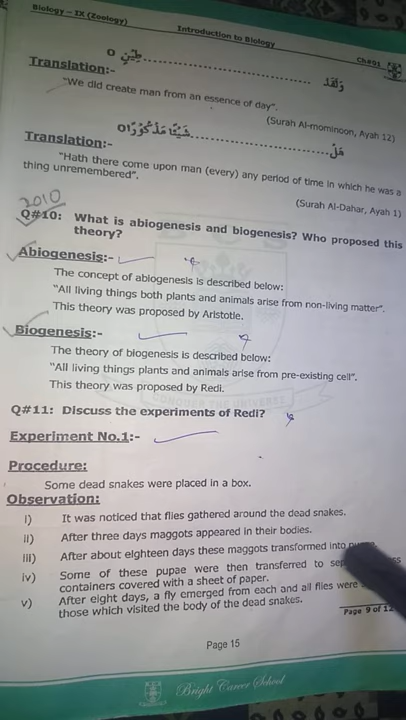 Biology – IX (Zoology)
Introduction to Biology
Ch#01
وَلَقَد ........................... طِيْنٍ ○
Translation:-
"We did create man from an essence of day".
(Surah Al-mominoon, Ayah 12)
هَلْ ........................... شَيْئًا مَّذْكُوْرًا○
Translation:-
"Hath there come upon man (every) any period of time in which he was a
thing unremembered".
(Surah Al-Dahar, Ayah 1)
2010
Q#10: What is abiogenesis and biogenesis? Who proposed this
theory?
Abiogenesis:-
The concept of abiogenesis is described below:
"All living things both plants and animals arise from non-living matter".
This theory was proposed by Aristotle.
Biogenesis:-
The theory of biogenesis is described below:
"All living things plants and animals arise from pre-existing cell".
This theory was proposed by Redi.
Q#11: Discuss the experiments of Redi?
Experiment No.1:-
Procedure:
Some dead snakes were placed in a box.
Observation:
i) It was noticed that flies gathered around the dead snakes.
ii) After three days maggots appeared in their bodies.
iii) After about eighteen days these maggots transformed into
iv) Some of these pupae were then transferred to
containers covered with a sheet of paper.
v) After eight days, a fly emerged from each and all flies were
those which visited the body of the dead snakes.
Page 9 of 12
Page 15
Bright Career School